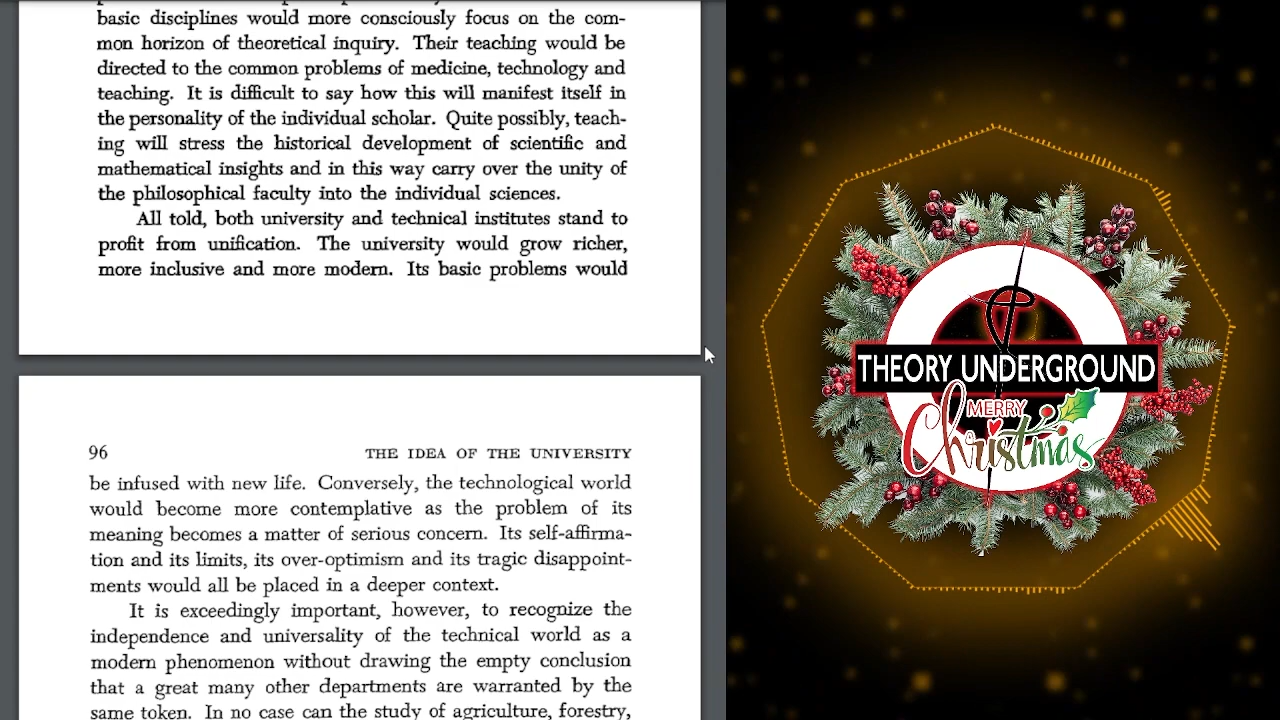 basic disciplines would more consciously focus on the com-
mon horizon of theoretical inquiry. Their teaching would be
directed to the common problems of medicine, technology and
teaching. It is difficult to say how this will manifest itself in
the personality of the individual scholar. Quite possibly, teach-
ing will stress the historical development of scientific and
mathematical insights and in this way carry over the unity of
the philosophical faculty into the individual sciences.
All told, both university and technical institutes stand to
profit from unification. The university would grow richer,
more inclusive and more modern. Its basic problems would
96 THE IDEA OF THE UNIVERSITY
be infused with new life. Conversely, the technological world
would become more contemplative as the problem of its
meaning becomes a matter of serious concern. Its self-affirma-
tion and its limits, its over-optimism and its tragic disappoint-
ments would all be placed in a deeper context.
It is exceedingly important, however, to recognize the
independence and universality of the technical world as a
modern phenomenon without drawing the empty conclusion
that a great many other departments are warranted by the
same token. In no case can the study of agriculture, forestry,
THEORY UNDERGROUND
MERRY
Christmas